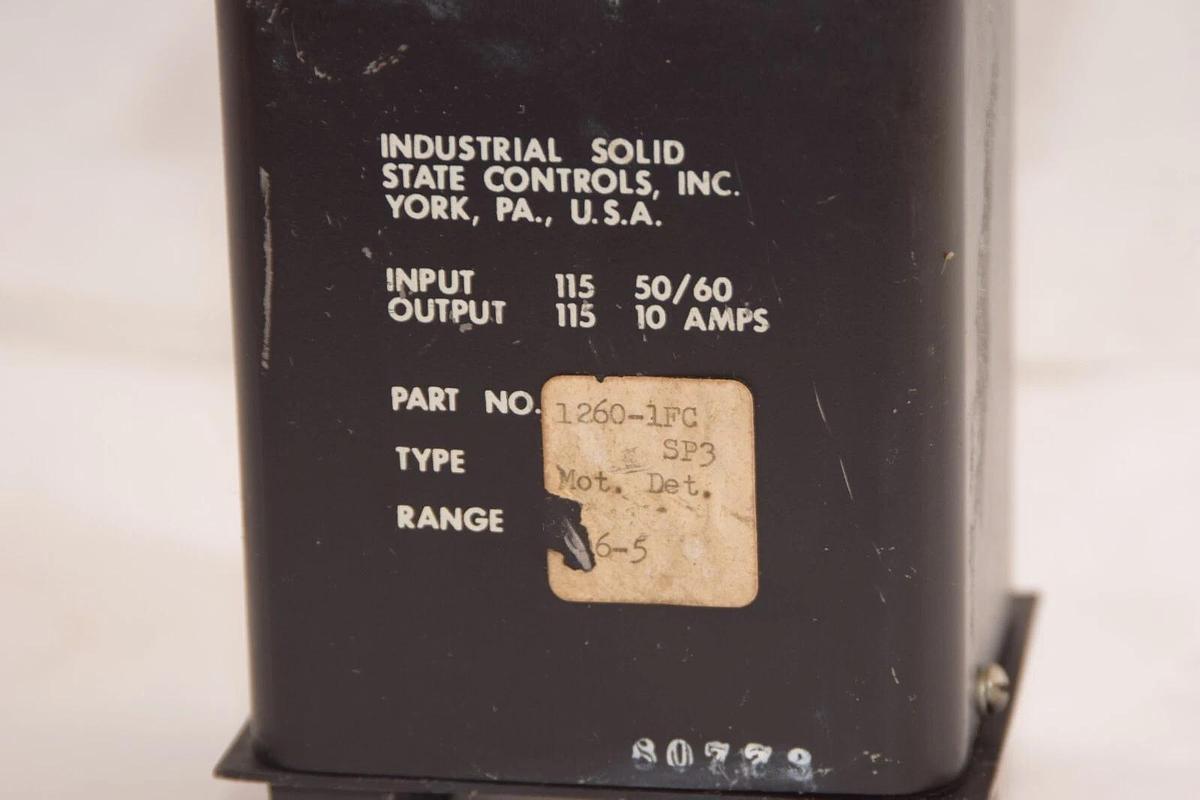 INDUSTRIAL SOLID
STATE CONTROLS, INC.
YORK, PA., U.S.A.
INPUT 115 50/60
OUTPUT 115 10 AMPS
PART NO. 1260-1FC
SP3
TYPE Mot. Det.
RANGE 6-5